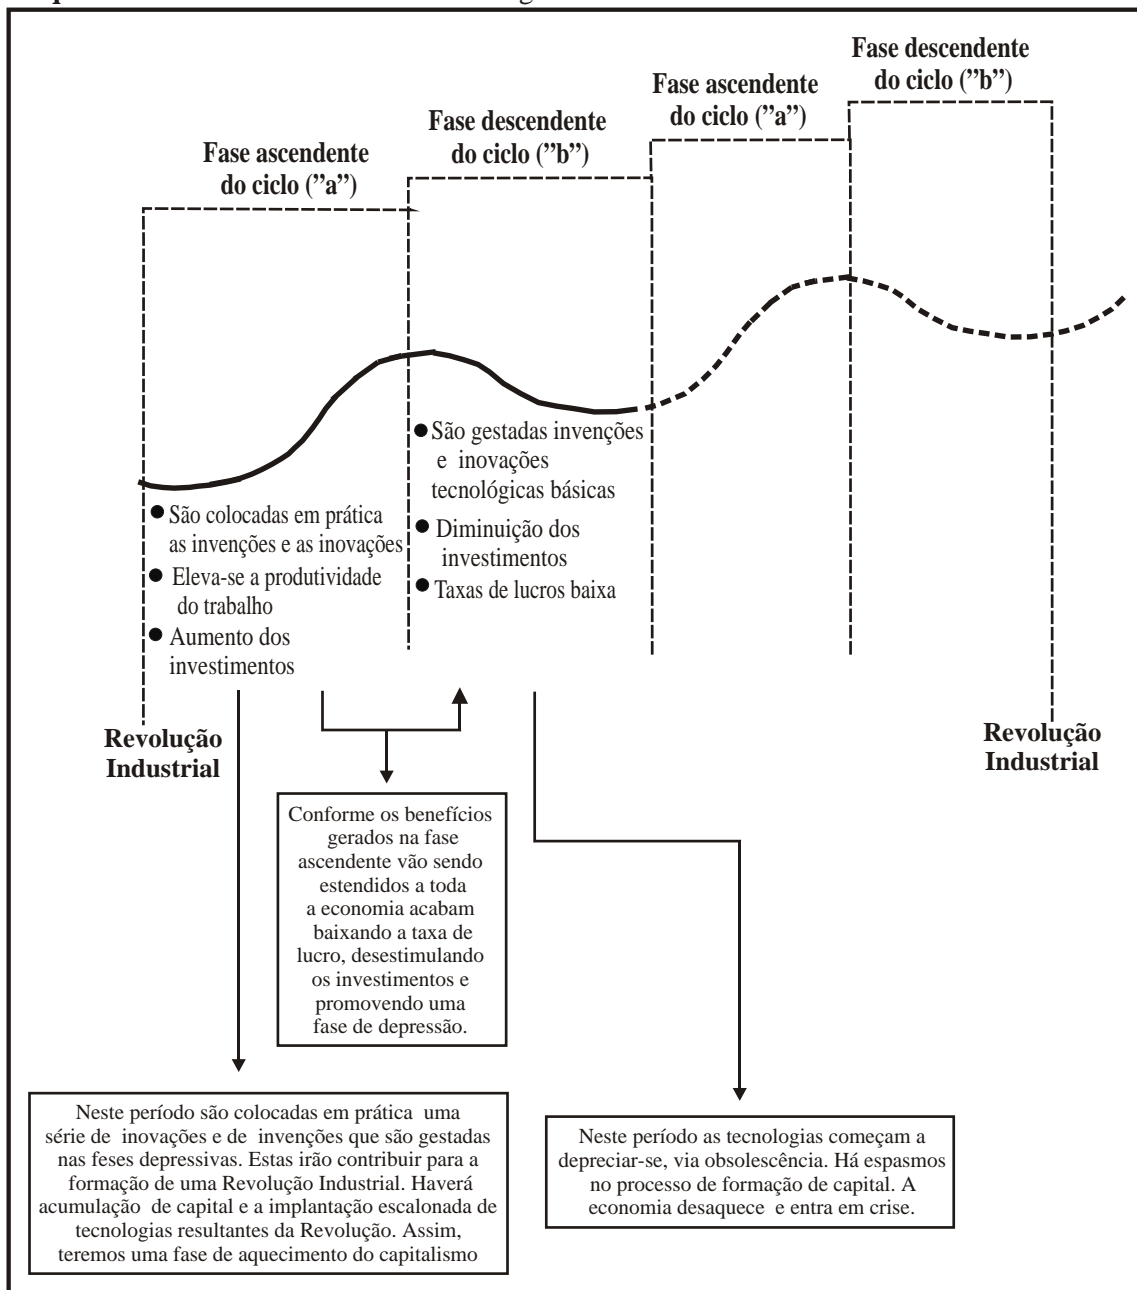 Fase descendente
do ciclo ("b")
Fase ascendente
do ciclo ("a")
Fase descendente
do ciclo ("b")
Fase ascendente
do ciclo ("a")
São gestadas invenções
e inovações
tecnológicas básicas
Diminuição dos
investimentos
Taxas de lucros baixa
São colocadas em prática
as invenções e as inovações
Eleva-se a produtividade
do trabalho
Aumento dos
investimentos
Revolução
Industrial
Revolução
Industrial
Conforme os benefícios
gerados na fase
ascendente vão sendo
estendidos a toda
a economia acabam
baixando a taxa de
lucro, desestimulando
os investimentos e
promovendo uma
fase de depressão.
Neste período são colocadas em prática uma
série de inovações e de invenções que são gestadas
nas feses depressivas. Estas irão contribuir para a
formação de uma Revolução Industrial. Haverá
acumulação de capital e a implantação escalonada de
tecnologias resultantes da Revolução. Assim,
teremos uma fase de aquecimento do capitalismo
Neste período as tecnologias começam a
depreciar-se, via obsolescência. Há espasmos
no processo de formação de capital. A
economia desaquece e entra em crise.